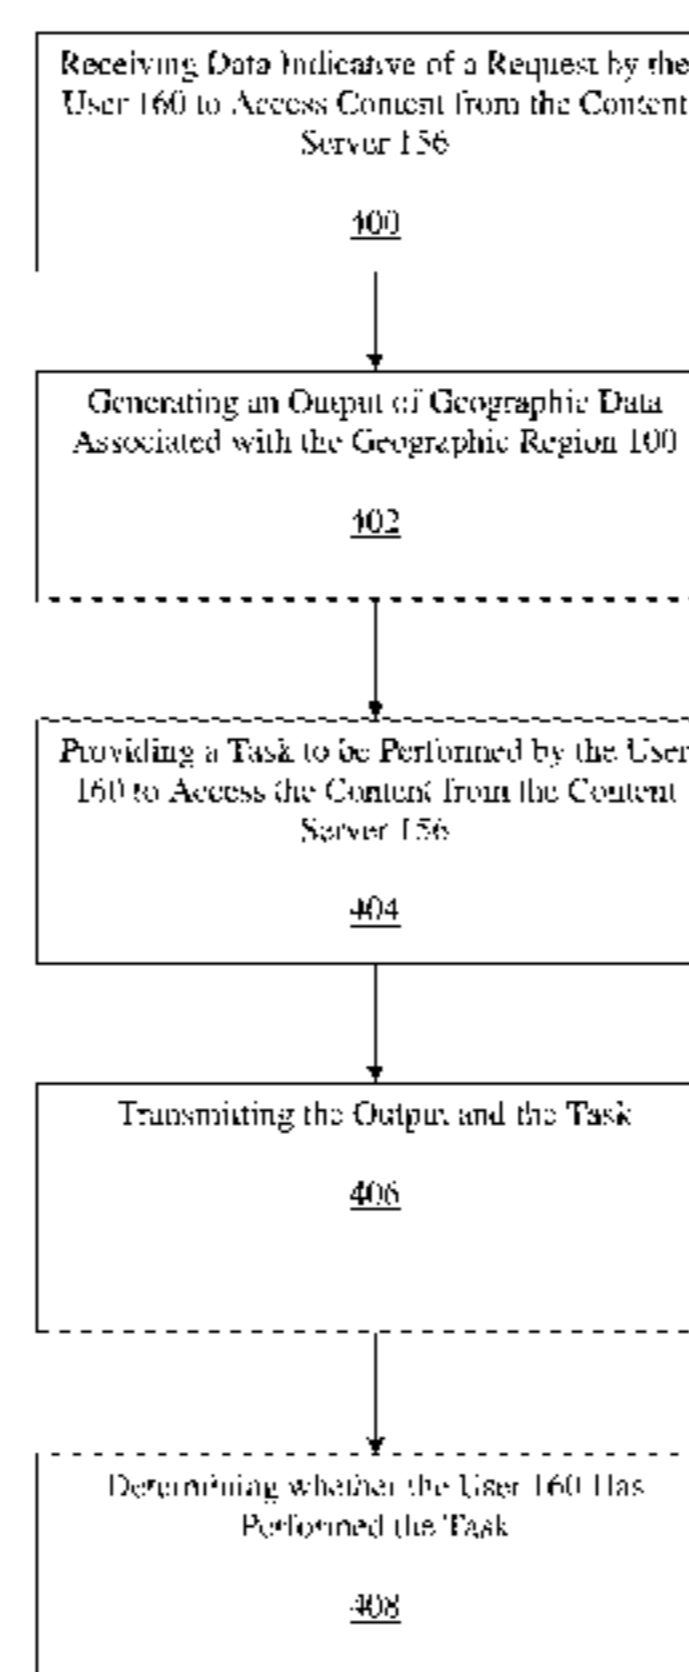 Receiving Data Indicative of a Request by the
User 160 to Access Content from the Content
Server 156
400
Generating an Output of Geographic Data
Associated with the Geographic Region 100
402
Providing a Task to be Performed by the User
160 to Access the Content from the Content
Server 156
404
Transmitting the Output and the Task
406
Determining whether the User 160 Has
Performed the Task
408